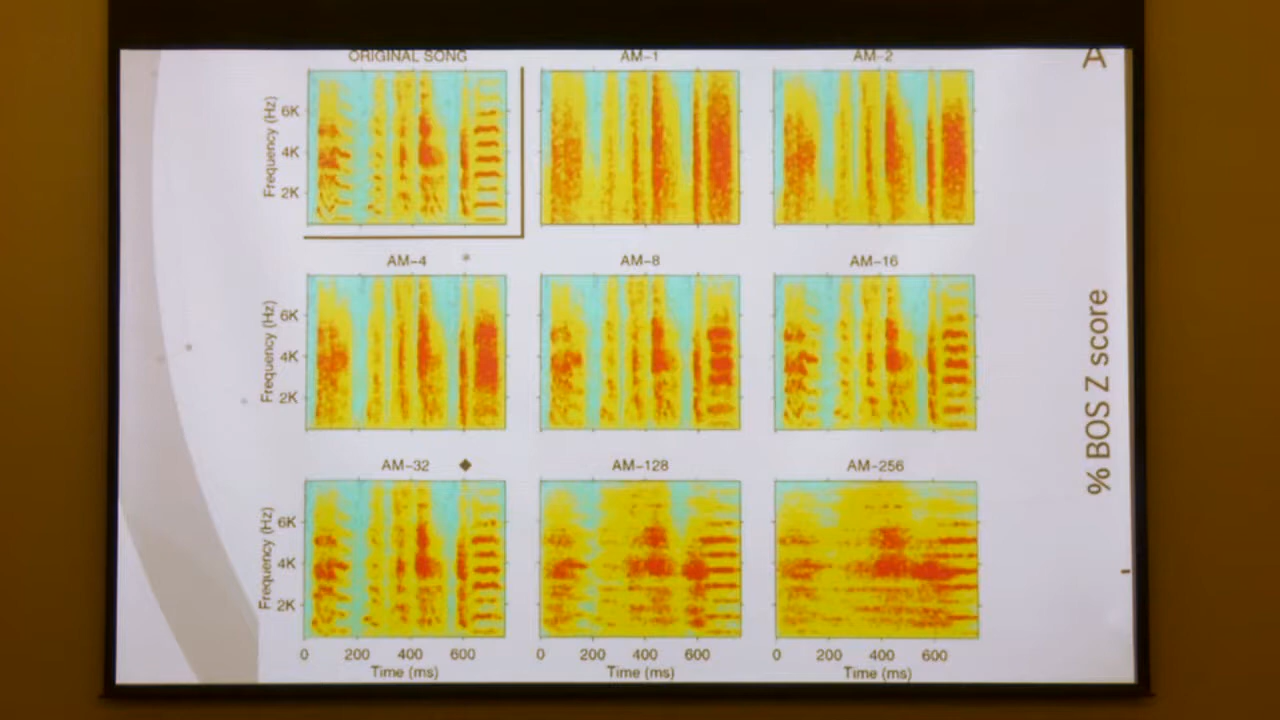 ORIGINAL SONG
AM-1
AM-2
A
Frequency (Hz)
6K
4K
2K
AM-4 *
AM-8
AM-16
Frequency (Hz)
6K
4K
2K
% BOS Z score
AM-32 ◆
AM-128
AM-256
Frequency (Hz)
6K
4K
2K
0 200 400 600
0 200 400 600
0 200 400 600
Time (ms)
Time (ms)
Time (ms)